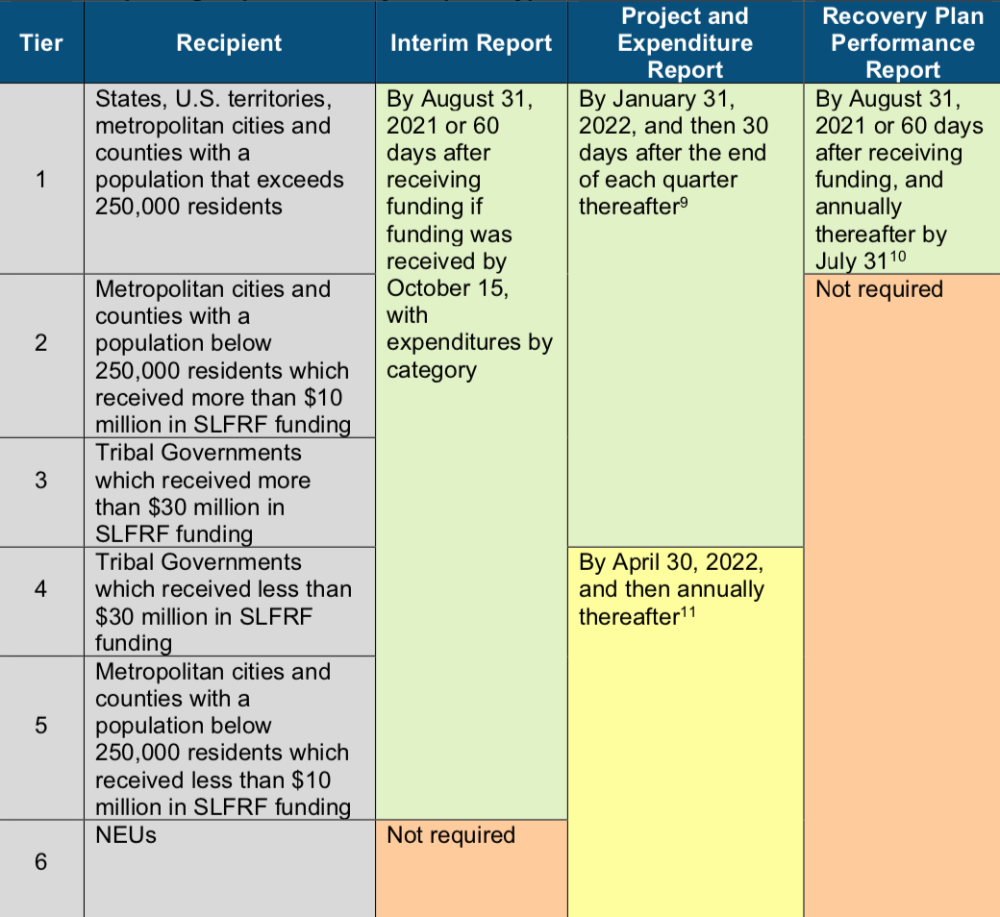 Tier
Recipient
Interim Report
Project and
Expenditure
Report
Recovery Plan
Performance
Report
1
States, U.S. territories,
metropolitan cities and
counties with a
population that exceeds
250,000 residents
By August 31,
2021 or 60
days after
receiving
funding if
funding was
received by
October 15,
with
expenditures by
category
By January 31,
2022, and then 30
days after the end
of each quarter
thereafter⁹
By August 31,
2021 or 60 days
after receiving
funding, and
annually
thereafter by
July 31¹⁰
2
Metropolitan cities and
counties with a
population below
250,000 residents which
received more than $10
million in SLFRF funding
Not required
3
Tribal Governments
which received more
than $30 million in
SLFRF funding
4
Tribal Governments
which received less than
$30 million in SLFRF
funding
By April 30, 2022,
and then annually
thereafter¹¹
5
Metropolitan cities and
counties with a
population below
250,000 residents which
received less than $10
million in SLFRF funding
6
NEUs
Not required